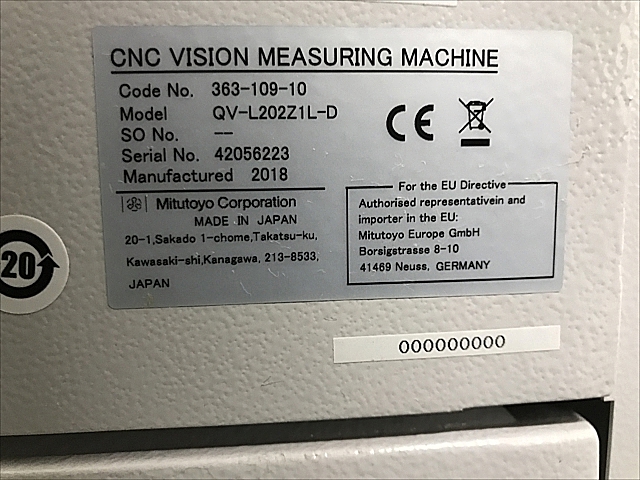 CNC VISION MEASURING MACHINE
Code No. 363-109-10
Model QV-L202Z1L-D
SO No. --
Serial No. 42056223
Manufactured 2018
Mitutoyo Corporation
MADE IN JAPAN
20-1,Sakado 1-chome,Takatsu-ku,
Kawasaki-shi,Kanagawa, 213-8533,
JAPAN
CE
For the EU Directive
Authorised representativein and
importer in the EU:
Mitutoyo Europe GmbH
Borsigstrasse 8-10
41469 Neuss, GERMANY
20
000000000